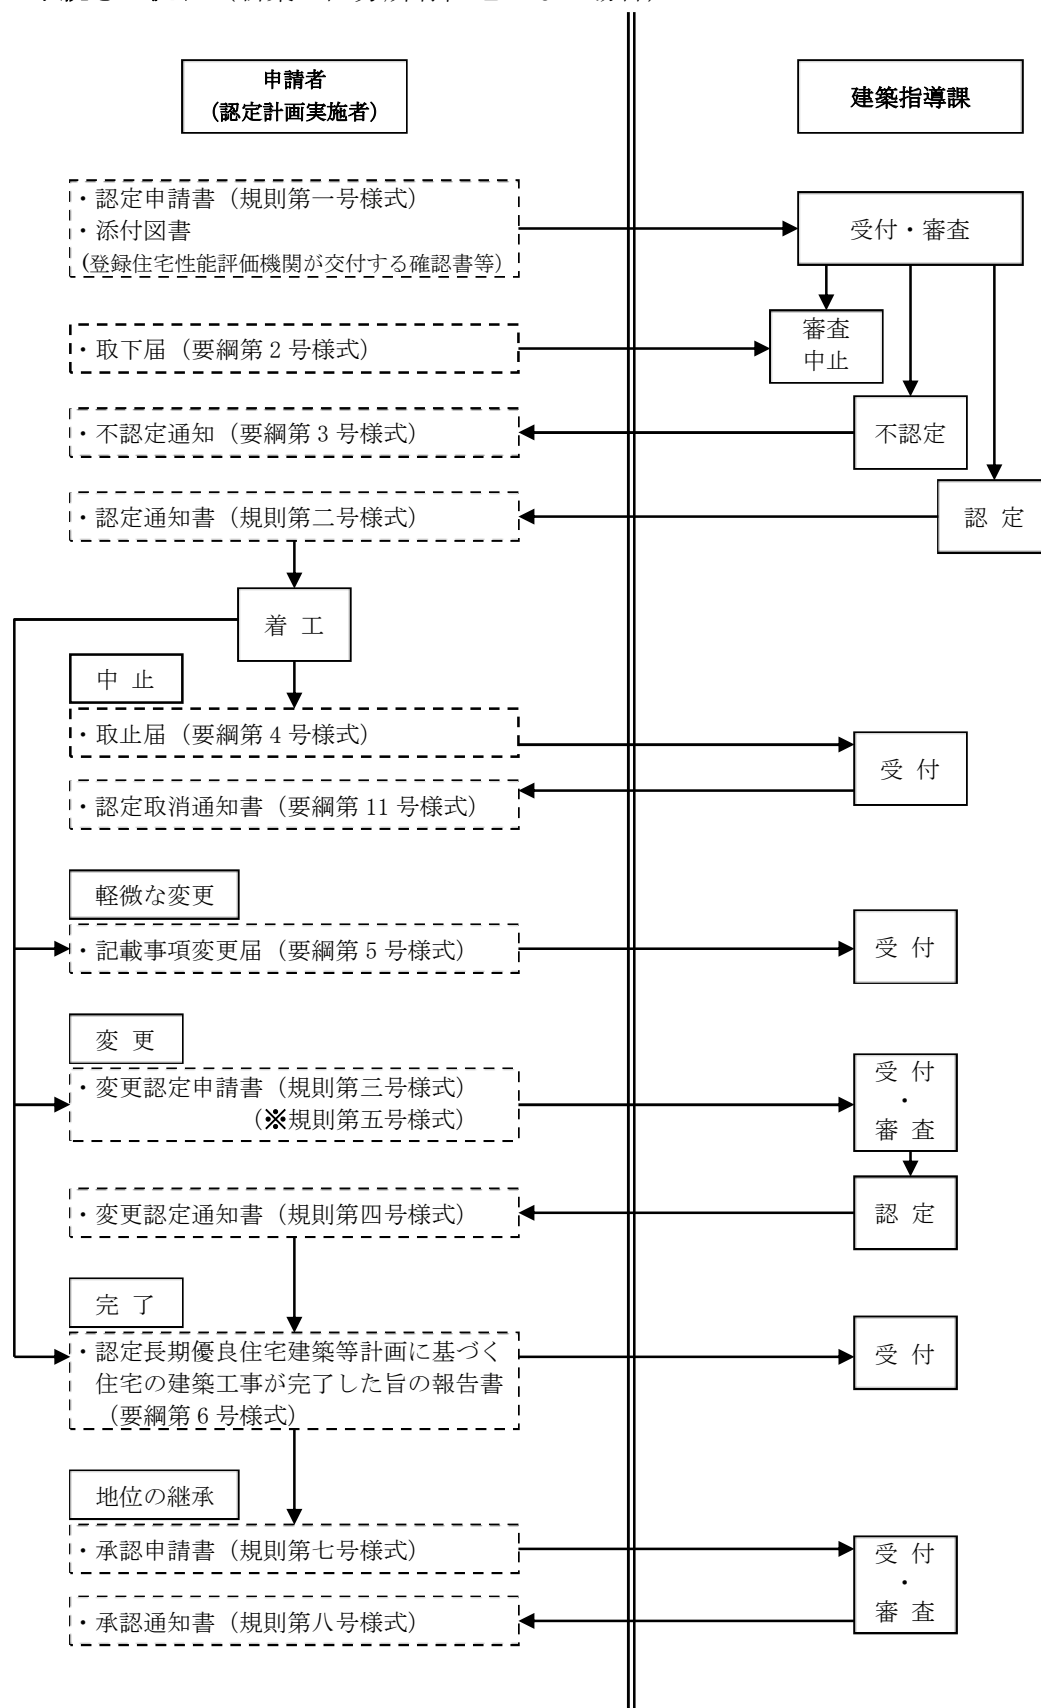 申請者
(認定計画実施者)
建築指導課
・認定申請書（規則第一号様式）
・添付図書
(登録住宅性能評価機関が交付する確認書等)
受付・審査
・取下届（要綱第２号様式）
審査
中止
・不認定通知（要綱第３号様式）
不認定
・認定通知書（規則第二号様式）
認 定
着 工
中 止
・取止届（要綱第４号様式）
受 付
・認定取消通知書（要綱第 11 号様式）
軽微な変更
・記載事項変更届（要綱第５号様式）
受 付
変 更
・変更認定申請書（規則第三号様式）
（※規則第五号様式）
受 付
・
審 査
・変更認定通知書（規則第四号様式）
認 定
完 了
・認定長期優良住宅建築等計画に基づく
住宅の建築工事が完了した旨の報告書
（要綱第６号様式）
受 付
地位の継承
・承認申請書（規則第七号様式）
受 付
・
審 査
・承認通知書（規則第八号様式）